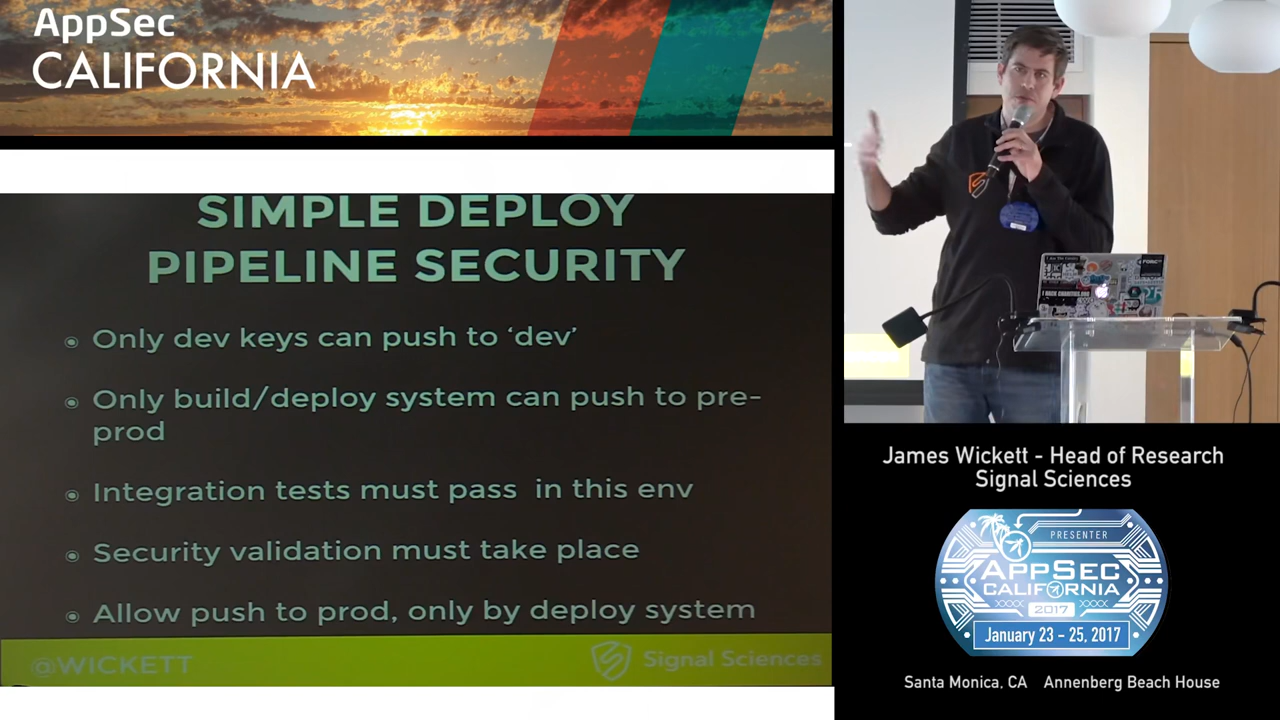 AppSec
CALIFORNIA
SIMPLE DEPLOY
PIPELINE SECURITY
Only dev keys can push to ‘dev’
Only build/deploy system can push to pre-
prod
Integration tests must pass in this env
Security validation must take place
Allow push to prod, only by deploy system
@WICKETT
Signal Sciences
James Wickett - Head of Research
Signal Sciences
PRESENTER
APPSEC
CALIFORNIA
2017
January 23 - 25, 2017
Santa Monica, CA Annenberg Beach House